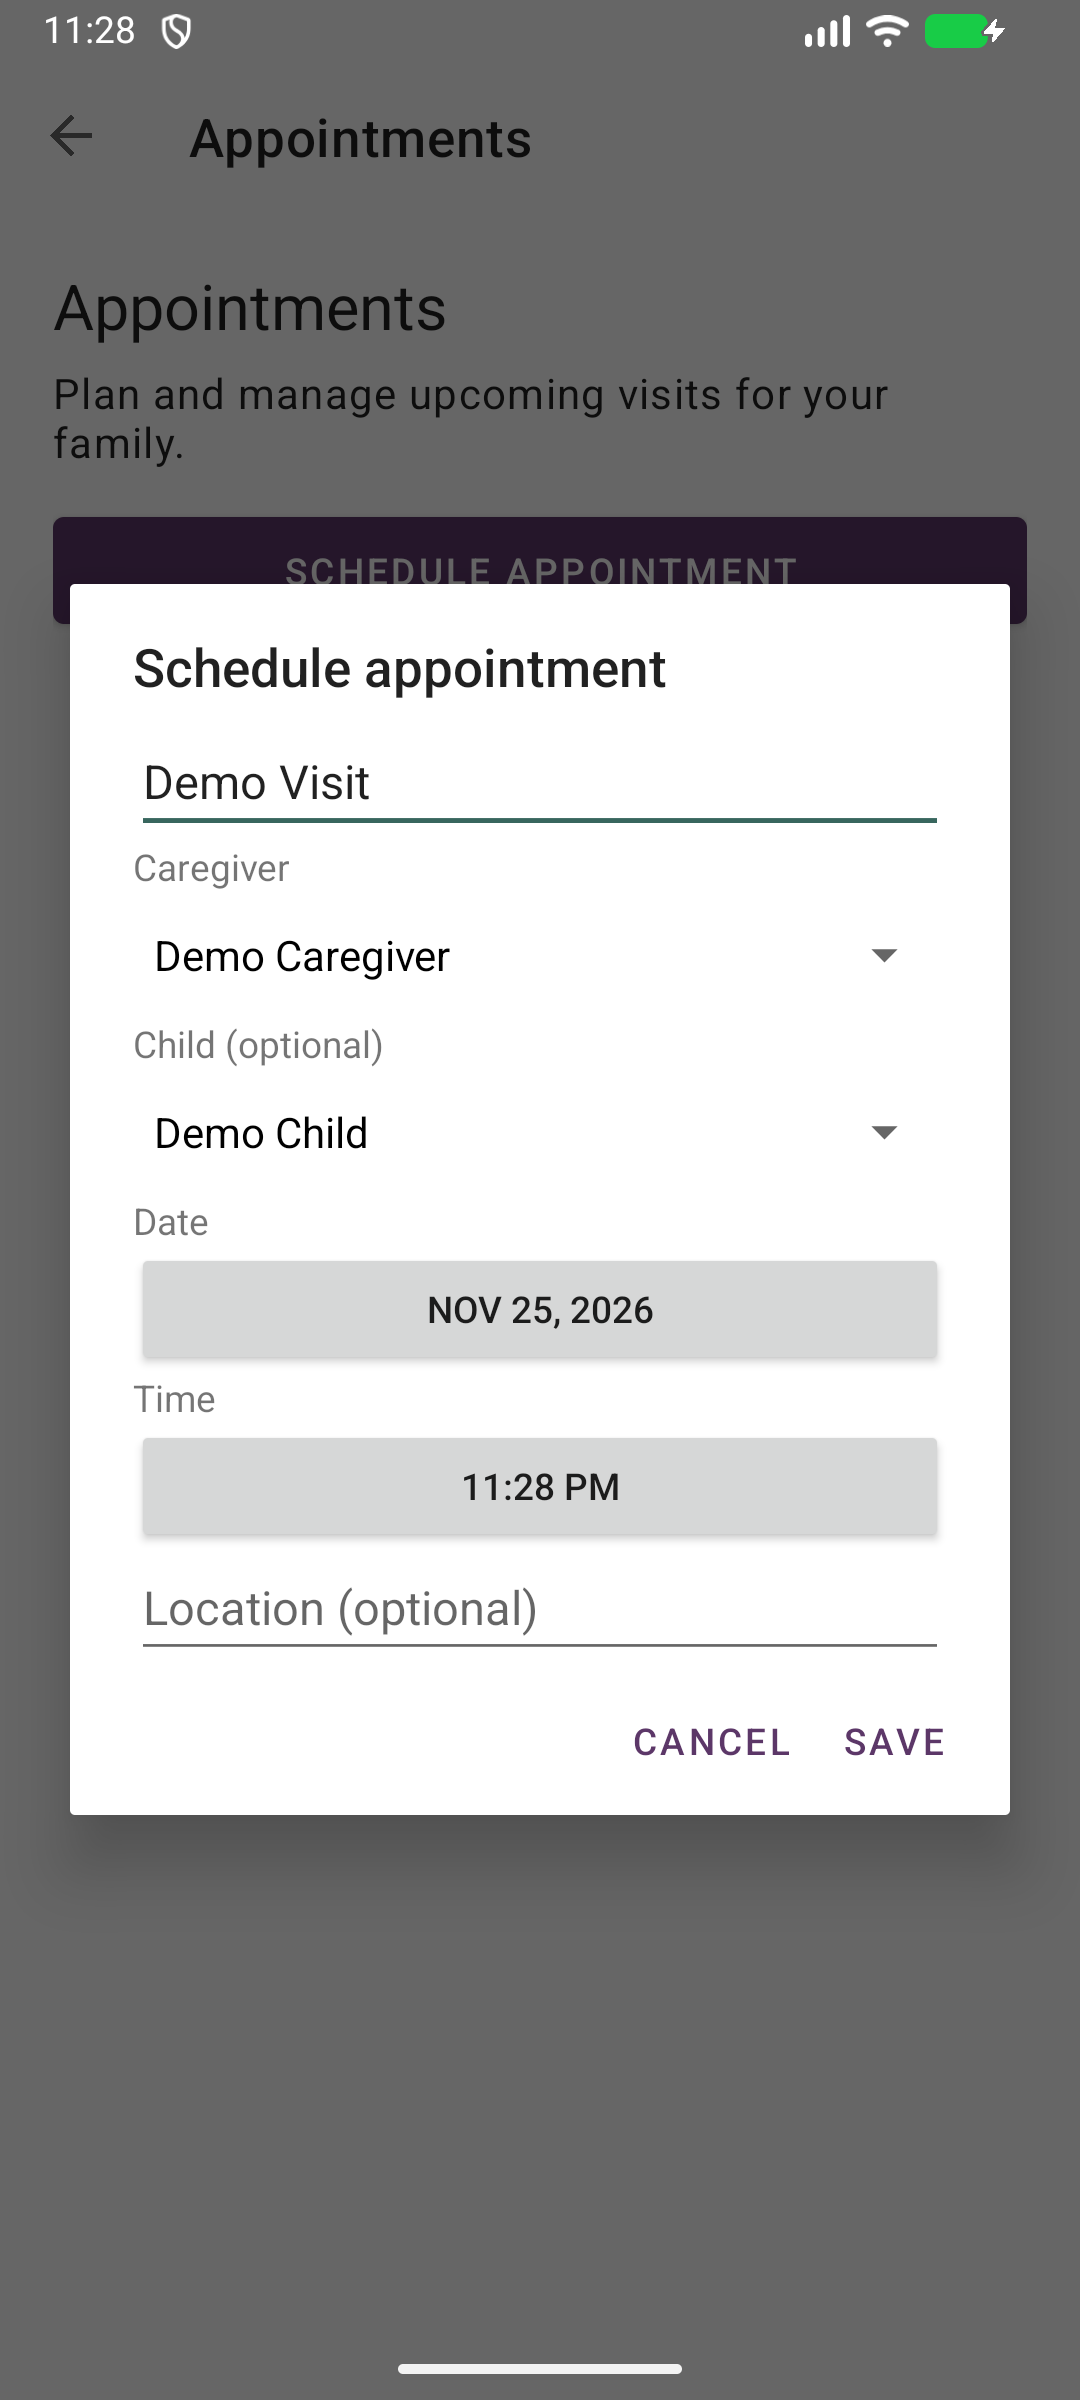 11:28
Appointments
Appointments
Plan and manage upcoming visits for your
family.
SCHEDULE APPOINTMENT
Schedule appointment
Demo Visit
Caregiver
Demo Caregiver
Child (optional)
Demo Child
Date
NOV 25, 2026
Time
11:28 PM
Location (optional)
CANCEL SAVE